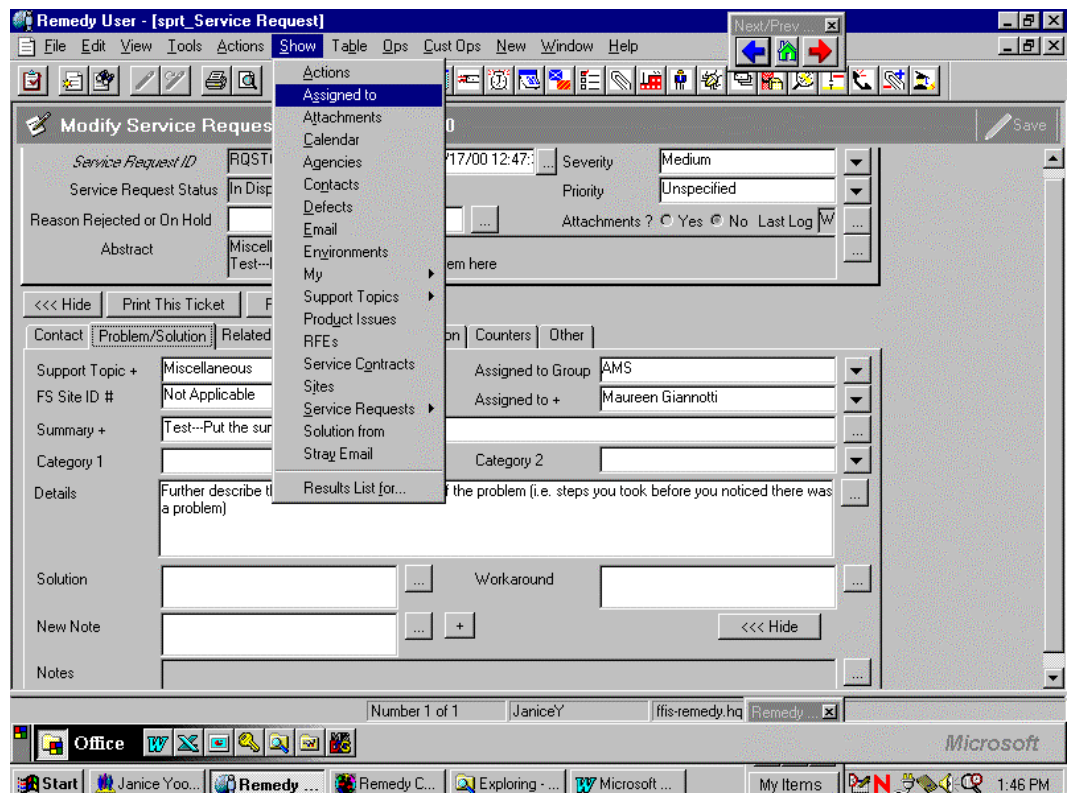 Remedy User - [sprt_Service Request]
Next/Prev ...
File Edit View Tools Actions Show Table Ops Cust Ops New Window Help
Actions
Assigned to
Attachments
Calendar
Agencies
Contacts
Defects
Email
Environments
My
Support Topics
Product Issues
RFEs
Service Contracts
Sites
Service Requests
Solution from
Stray Email
Results List for...
Modify Service Reques 0
Save
Service Request ID RQST 17/00 12:47: ... Severity Medium
Service Request Status In Disp Priority Unspecified
Reason Rejected or On Hold ... Attachments ? Yes No Last Log W ...
Abstract Miscell ...
Test--- em here
<<< Hide Print This Ticket
Contact Problem/Solution Related on Counters Other
Support Topic + Miscellaneous Assigned to Group AMS
FS Site ID # Not Applicable Assigned to + Maureen Giannotti
Summary + Test---Put the sur ...
Category 1 Category 2
Details Further describe t f the problem (i.e. steps you took before you noticed there was ...
a problem)
Solution ... Workaround ...
New Note ... + <<< Hide
Notes ...
Number 1 of 1 JaniceY ffis-remedy.hq Remedy ...
Office Microsoft
Start Janice Yoo... Remedy ... Remedy C... Exploring - ... Microsoft ... My Items N 1:46 PM